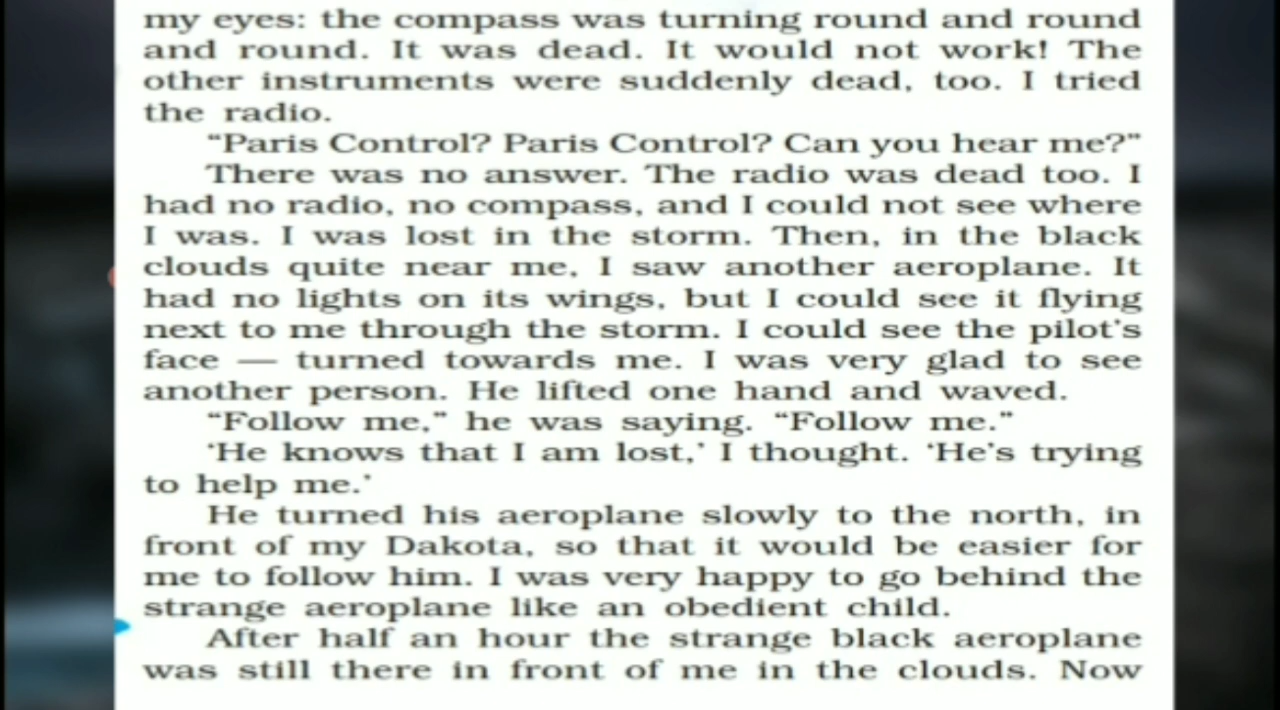 my eyes: the compass was turning round and round
and round. It was dead. It would not work! The
other instruments were suddenly dead, too. I tried
the radio.
“Paris Control? Paris Control? Can you hear me?”
There was no answer. The radio was dead too. I
had no radio, no compass, and I could not see where
I was. I was lost in the storm. Then, in the black
clouds quite near me, I saw another aeroplane. It
had no lights on its wings, but I could see it flying
next to me through the storm. I could see the pilot’s
face — turned towards me. I was very glad to see
another person. He lifted one hand and waved.
“Follow me,” he was saying. “Follow me.”
‘He knows that I am lost,’ I thought. ‘He’s trying
to help me.’
He turned his aeroplane slowly to the north, in
front of my Dakota, so that it would be easier for
me to follow him. I was very happy to go behind the
strange aeroplane like an obedient child.
After half an hour the strange black aeroplane
was still there in front of me in the clouds. Now